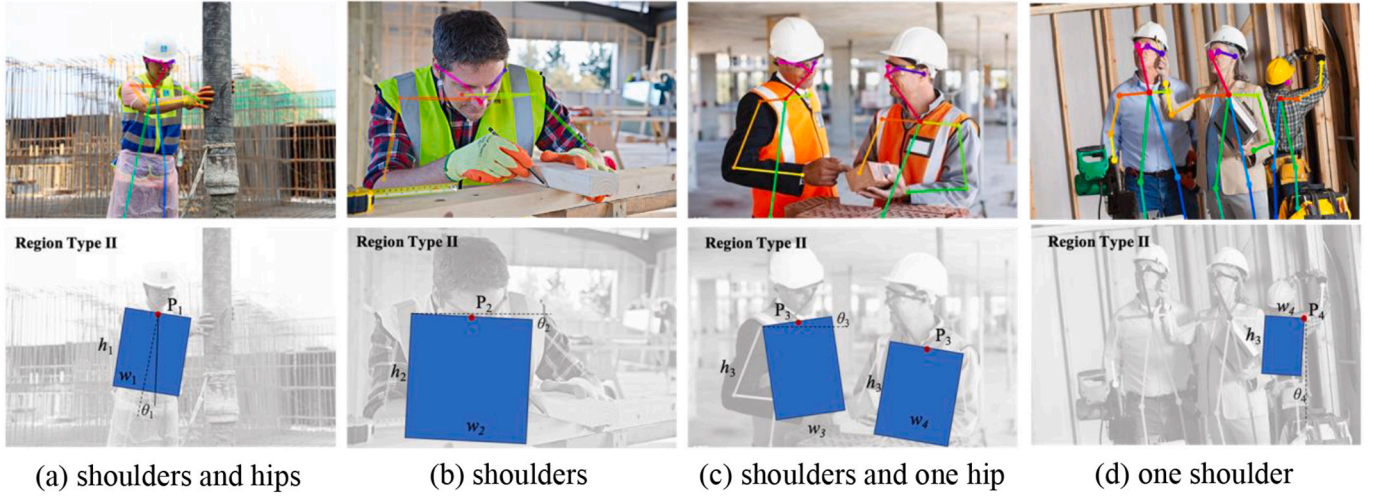 Region Type II
P1
h1
w1
θ1
Region Type II
P2
θ2
h2
w2
Region Type II
P3
θ3
h3
w3
P3
h3
w4
Region Type II
w4
P4
h3
θ4
(a) shoulders and hips
(b) shoulders
(c) shoulders and one hip
(d) one shoulder